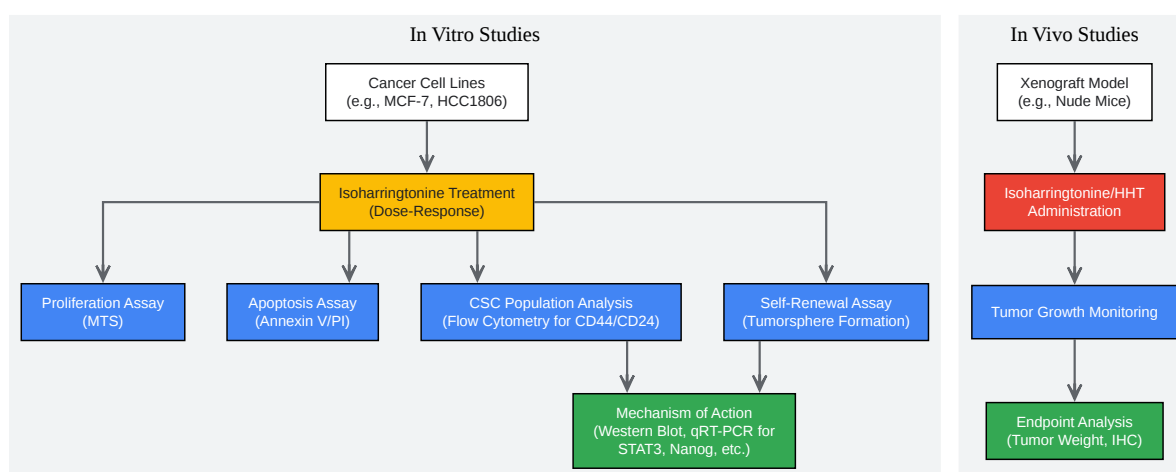 In Vitro Studies
Cancer Cell Lines
(e.g., MCF-7, HCC1806)
Isoharringtonine Treatment
(Dose-Response)
Proliferation Assay
(MTS)
Apoptosis Assay
(Annexin V/PI)
CSC Population Analysis
(Flow Cytometry for CD44/CD24)
Self-Renewal Assay
(Tumorsphere Formation)
Mechanism of Action
(Western Blot, qRT-PCR for
STAT3, Nanog, etc.)
In Vivo Studies
Xenograft Model
(e.g., Nude Mice)
Isoharringtonine/HHT
Administration
Tumor Growth Monitoring
Endpoint Analysis
(Tumor Weight, IHC)